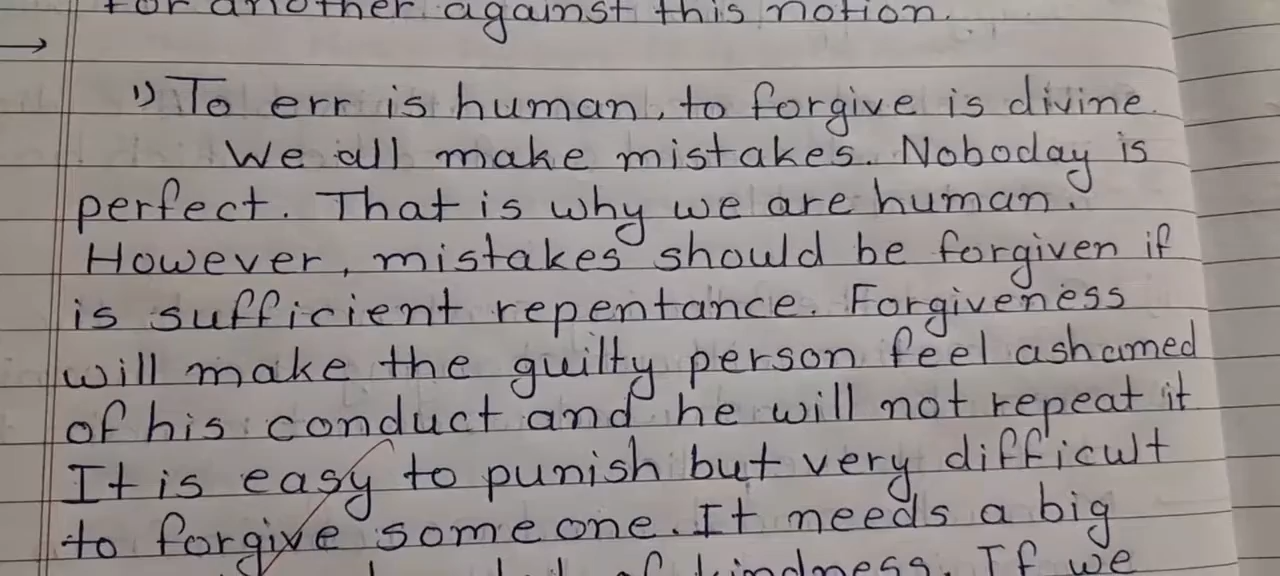 for another against this notion.
→
1) To err is human, to forgive is divine.
We all make mistakes. Noboday is
perfect. That is why we are human.
However, mistakes should be forgiven if
is sufficient repentance. Forgiveness
will make the guilty person feel ashamed
of his conduct and he will not repeat it
It is easy to punish but very difficult
to forgive someone. It needs a big
of kindness. If we